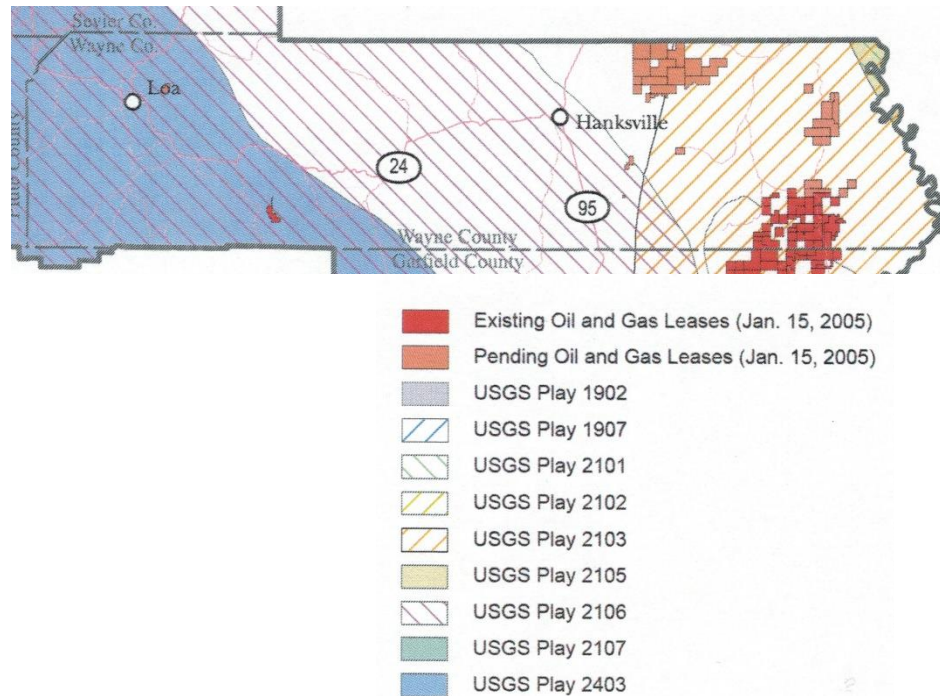 Sevier Co.
Wayne Co.
Loa
Hanksville
24
95
Wayne County
Garfield County
Existing Oil and Gas Leases (Jan. 15, 2005)
Pending Oil and Gas Leases (Jan. 15, 2005)
USGS Play 1902
USGS Play 1907
USGS Play 2101
USGS Play 2102
USGS Play 2103
USGS Play 2105
USGS Play 2106
USGS Play 2107
USGS Play 2403